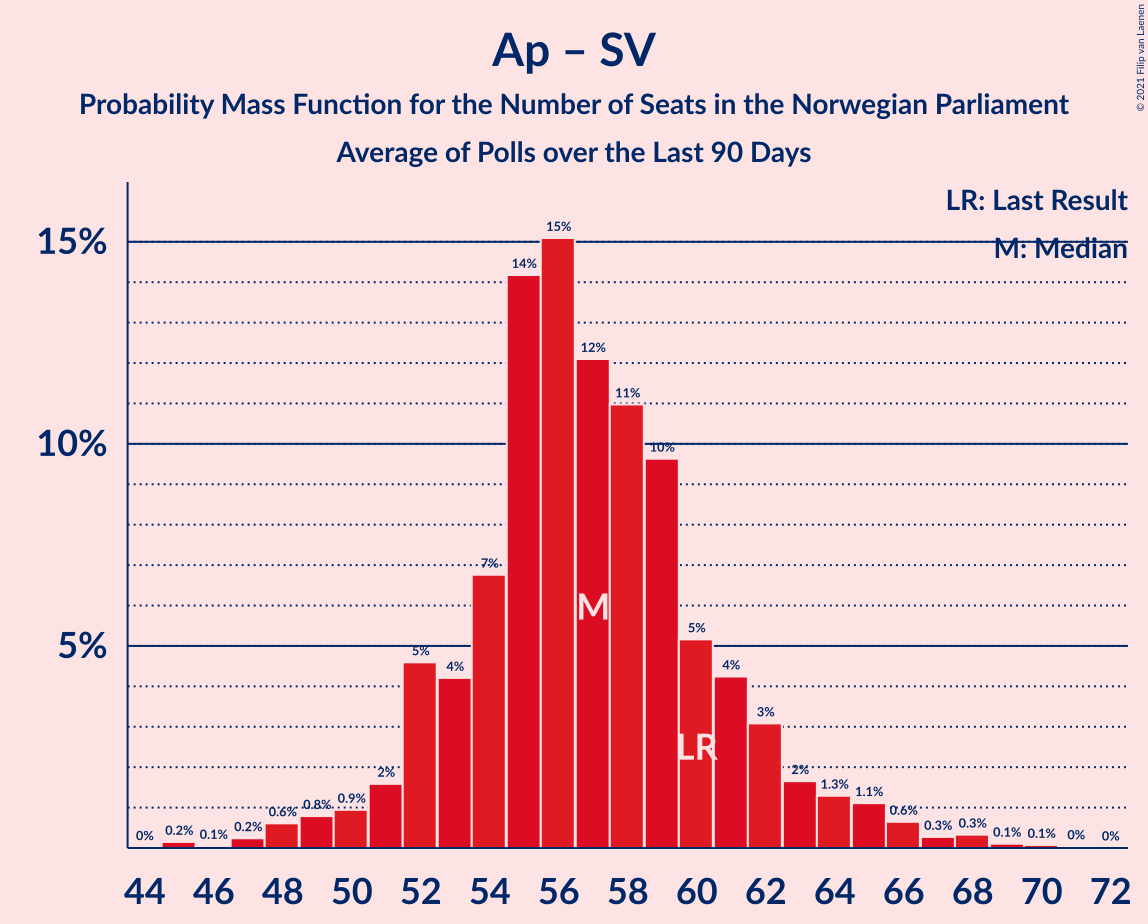 Ap – SV
Probability Mass Function for the Number of Seats in the Norwegian Parliament
Average of Polls over the Last 90 Days
© 2021 Filip van Laenen
LR: Last Result
M: Median
15%
10%
5%
0% 0.2% 0.1% 0.2% 0.6% 0.8% 0.9% 2% 5% 4% 7% 14% 15% 12% 11% 10% 5% 4% 3% 2% 1.3% 1.1% 0.6% 0.3% 0.3% 0.1% 0.1% 0% 0%
M
LR
44 46 48 50 52 54 56 58 60 62 64 66 68 70 72